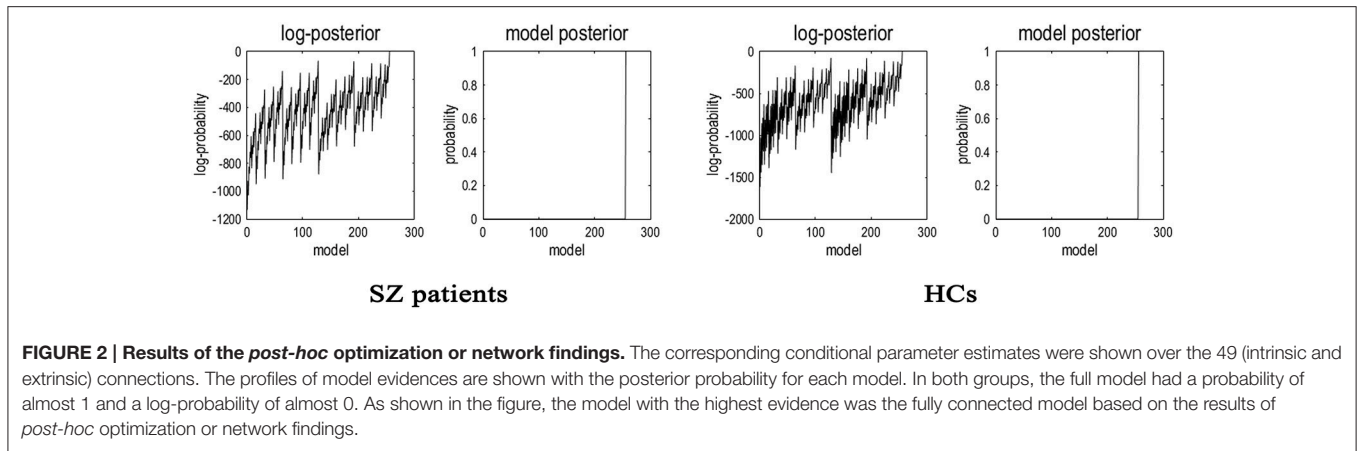 log-posterior
model posterior
log-posterior
model posterior
0
-200
-400
-600
-800
-1000
-1200
log-probability
0
100
200
300
model
1
0.8
0.6
0.4
0.2
0
probability
0
100
200
300
model
0
-500
-1000
-1500
-2000
log-probability
0
100
200
300
model
1
0.8
0.6
0.4
0.2
0
probability
0
100
200
300
model
SZ patients
HCs
FIGURE 2 | Results of the post-hoc optimization or network findings. The corresponding conditional parameter estimates were shown over the 49 (intrinsic and
extrinsic) connections. The profiles of model evidences are shown with the posterior probability for each model. In both groups, the full model had a probability of
almost 1 and a log-probability of almost 0. As shown in the figure, the model with the highest evidence was the fully connected model based on the results of
post-hoc optimization or network findings.